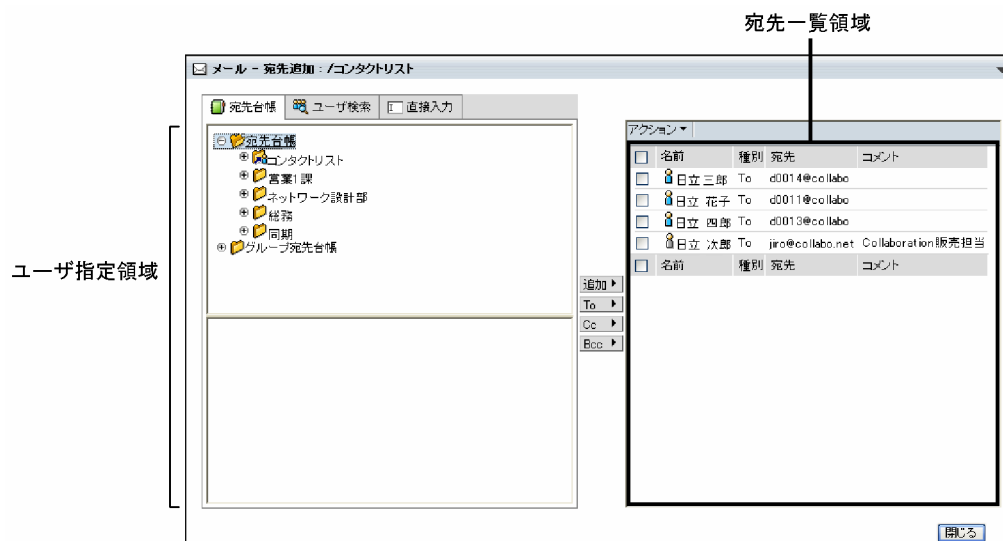 宛先一覧領域
メール - 宛先追加 : /コンタクトリスト
宛先台帳 ユーザ検索 直接入力
ユーザ指定領域
宛先台帳
コンタクトリスト
営業1課
ネットワーク設計部
総務
同期
グループ宛先台帳
追加
To
Cc
Bcc
アクション
名前 種別 宛先 コメント
日立三郎 To d0014@collabo
日立 花子 To d0011@collabo
日立 四郎 To d0013@collabo
日立 次郎 To jiro@collabo.net Collaboration販売担当
名前 種別 宛先 コメント
閉じる